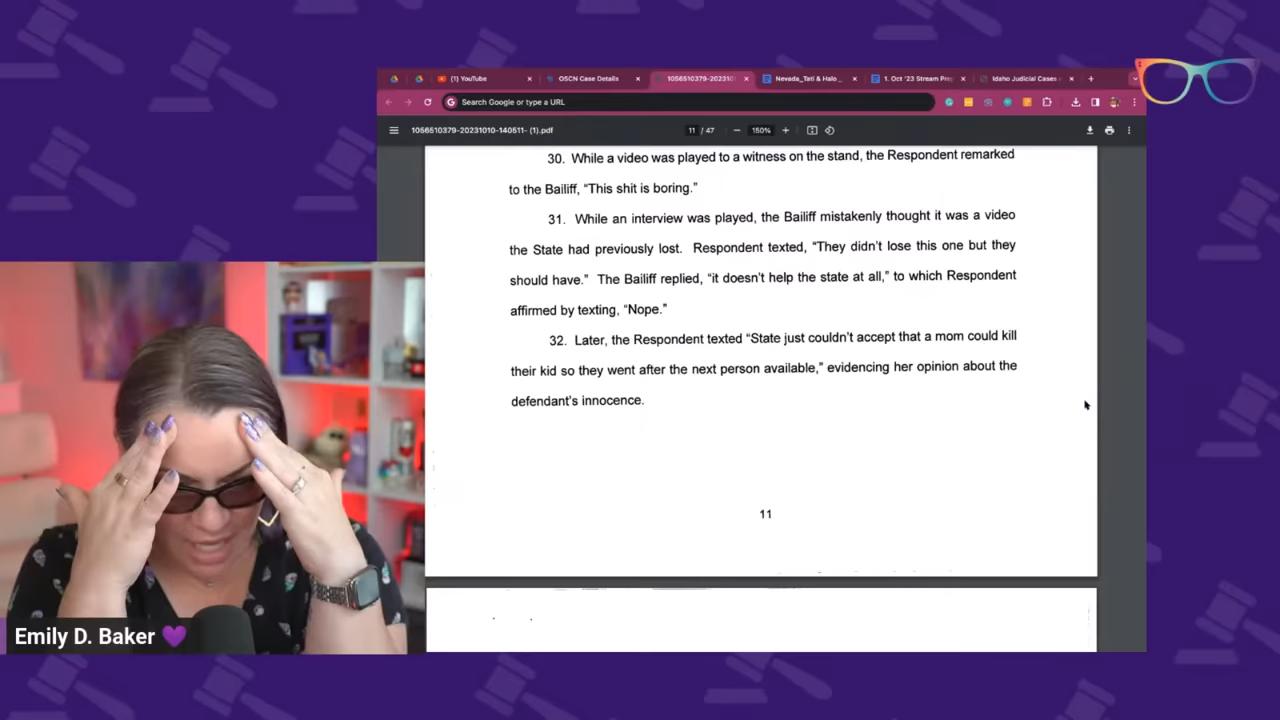 (1) YouTube
OSCN Case Details
1056510379-202310
Nevada_Tati & Halo _
1. Oct '23 Stream Pre
Idaho Judicial Cases
Search Google or type a URL
1056510379-20231010-140511- (1).pdf
11 / 47
150%
30. While a video was played to a witness on the stand, the Respondent remarked
to the Bailiff, “This shit is boring.”
31. While an interview was played, the Bailiff mistakenly thought it was a video
the State had previously lost. Respondent texted, “They didn’t lose this one but they
should have.” The Bailiff replied, “it doesn’t help the state at all,” to which Respondent
affirmed by texting, “Nope.”
32. Later, the Respondent texted “State just couldn’t accept that a mom could kill
their kid so they went after the next person available,” evidencing her opinion about the
defendant’s innocence.
11
Emily D. Baker 💜